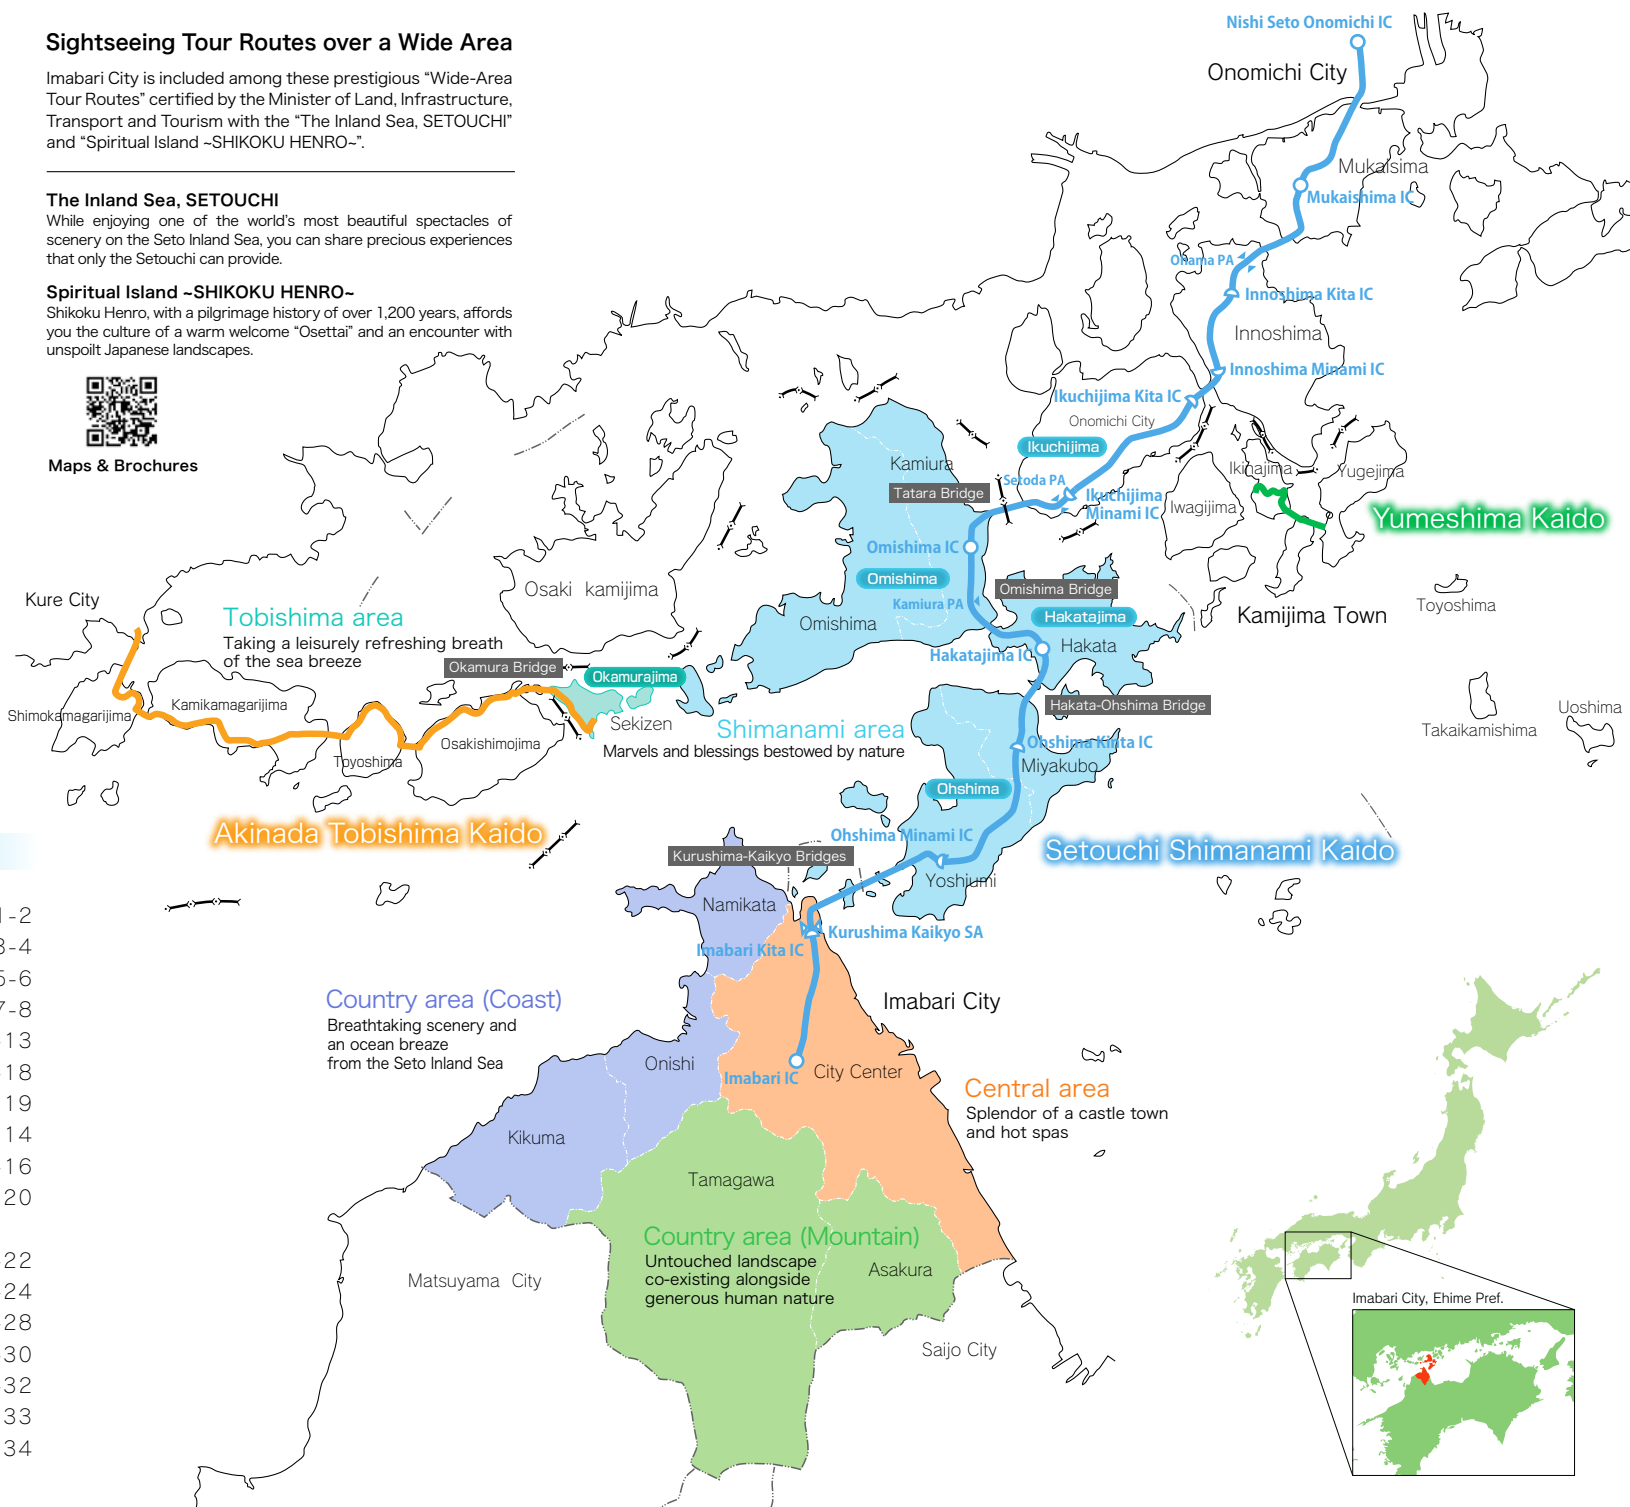 Sightseeing Tour Routes over a Wide Area
Imabari City is included among these prestigious “Wide-Area
Tour Routes” certified by the Minister of Land, Infrastructure,
Transport and Tourism with the “The Inland Sea, SETOUCHI”
and “Spiritual Island ~SHIKOKU HENRO~”.
The Inland Sea, SETOUCHI
While enjoying one of the world's most beautiful spectacles of
scenery on the Seto Inland Sea, you can share precious experiences
that only the Setouchi can provide.
Spiritual Island ~SHIKOKU HENRO~
Shikoku Henro, with a pilgrimage history of over 1,200 years, affords
you the culture of a warm welcome “Osettai” and an encounter with
unspoilt Japanese landscapes.
Maps & Brochures
Nishi Seto Onomichi IC
Onomichi City
Mukaisima
Mukaishima IC
Ohama PA
Innoshima Kita IC
Innoshima
Innoshima Minami IC
Ikuchijima Kita IC
Onomichi City
Ikuchijima
Kamiura
Setoda PA
Tatara Bridge
Ikuchijima
Minami IC
Ikinajima
Yugejima
Iwagijima
Yumeshima Kaido
Omishima IC
Omishima
Omishima Bridge
Kamiura PA
Hakatajima
Omishima
Hakata
Hakatajima IC
Kamijima Town
Toyoshima
Osaki kamijima
Kure City
Tobishima area
Taking a leisurely refreshing breath
of the sea breeze
Okamura Bridge
Okamurajima
Kamikamagarijima
Shimokamagarijima
Sekizen
Osakishimojima
Toyoshima
Shimanami area
Marvels and blessings bestowed by nature
Hakata-Ohshima Bridge
Uoshima
Takaikamishima
Ohshima Kinta IC
Miyakubo
Ohshima
Akinada Tobishima Kaido
Ohshima Minami IC
Setouchi Shimanami Kaido
Kurushima-Kaikyo Bridges
Yoshiumi
Namikata
Kurushima Kaikyo SA
Imabari Kita IC
Country area (Coast)
Breathtaking scenery and
an ocean breaze
from the Seto Inland Sea
Imabari City
Onishi
Imabari IC
City Center
Central area
Splendor of a castle town
and hot spas
Kikuma
Tamagawa
Country area (Mountain)
Untouched landscape
co-existing alongside
generous human nature
Asakura
Matsuyama City
Saijo City
Imabari City, Ehime Pref.
-2
-4
-6
-8
13
18
19
14
16
20
22
24
28
30
32
33
34